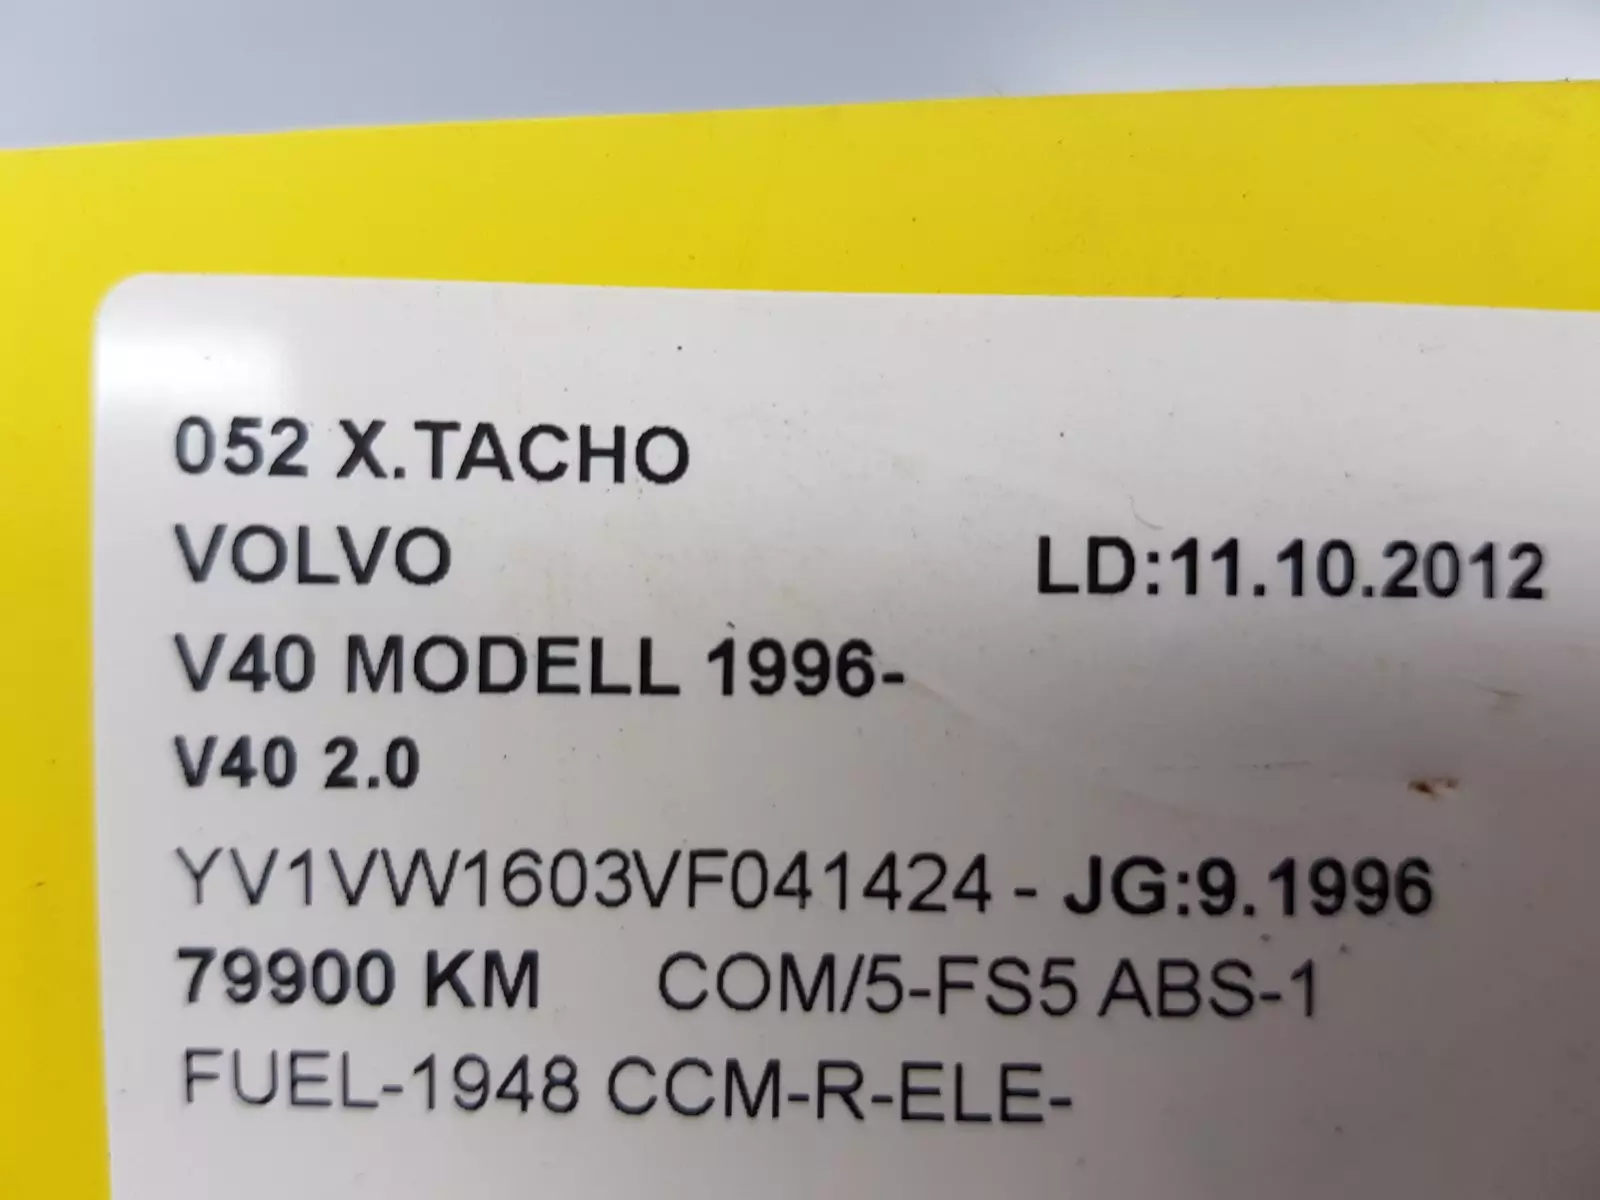 052 X.TACHO
VOLVO LD:11.10.2012
V40 MODELL 1996-
V40 2.0
YV1VW1603VF041424 - JG:9.1996
79900 KM COM/5-FS5 ABS-1
FUEL-1948 CCM-R-ELE-